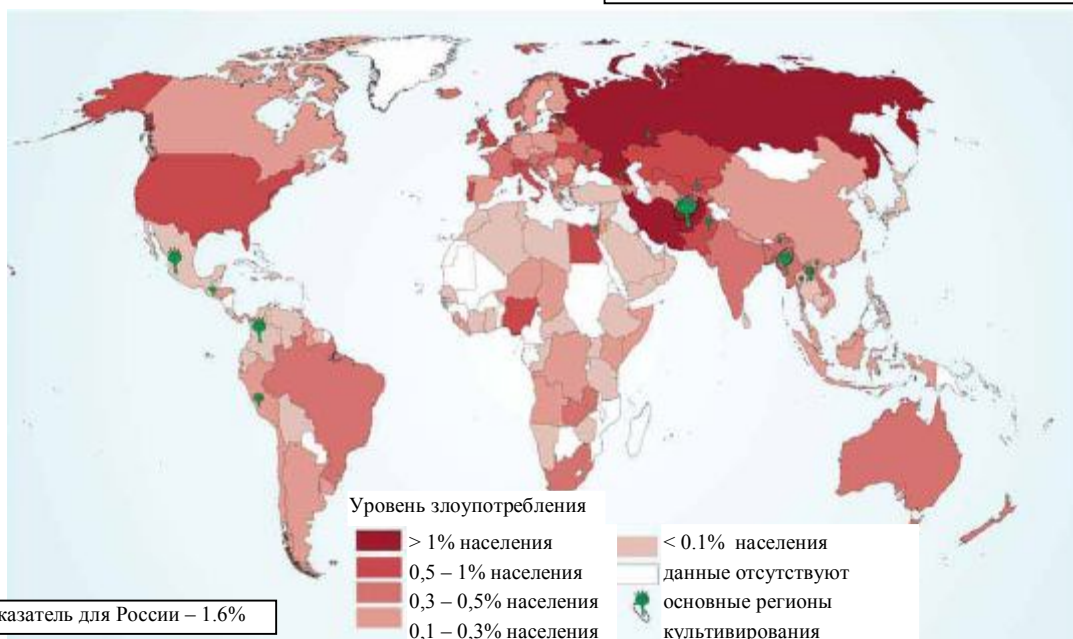 Уровень злоупотребления
> 1% населения
0,5 – 1% населения
0,3 – 0,5% населения
0,1 – 0,3% населения
< 0.1% населения
данные отсутствуют
основные регионы
культивирования
для России – 1.6%